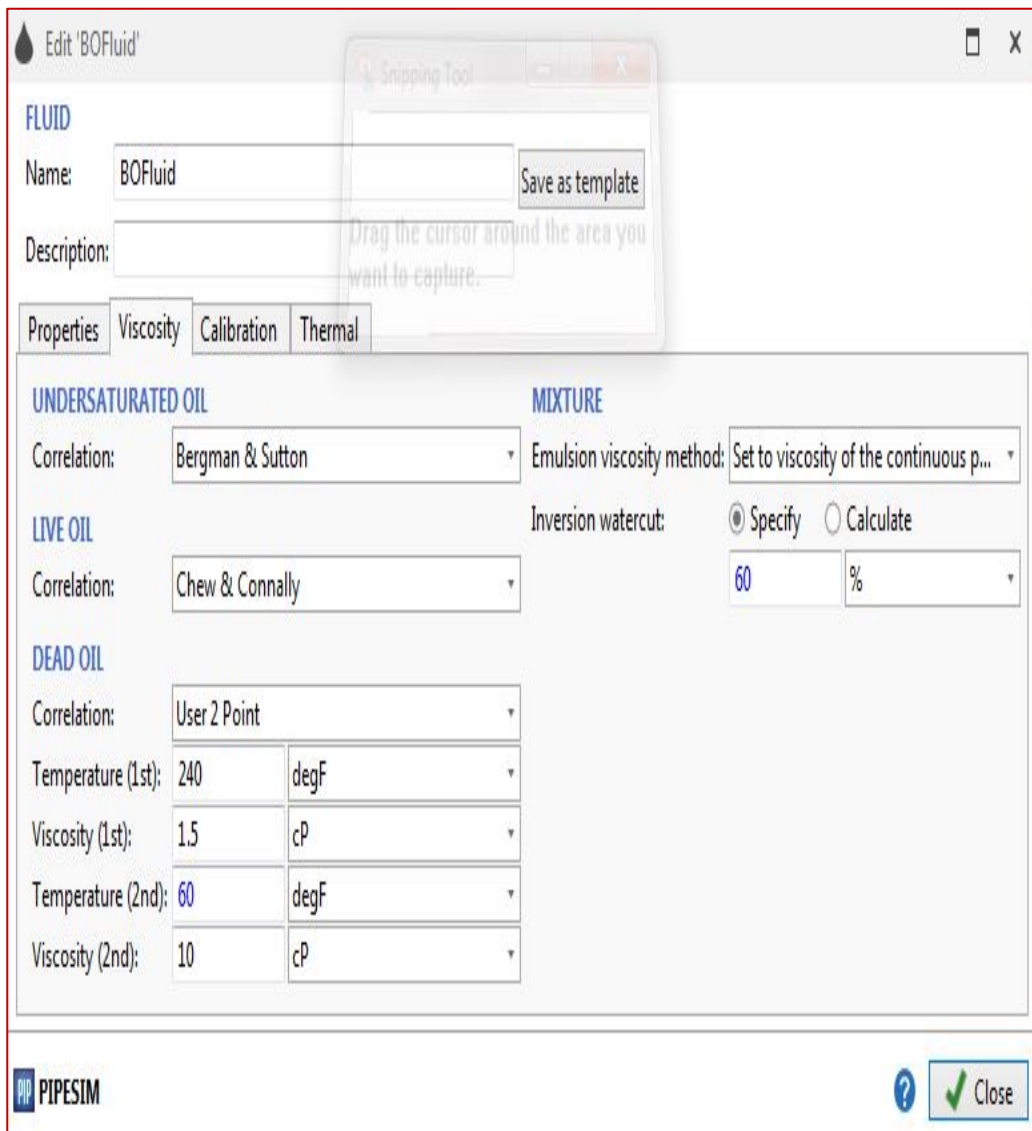 Edit 'BOFluid'
Snipping Tool
FLUID
Name: BOFluid Save as template
Drag the cursor around the area you
Description:
want to capture.
Properties Viscosity Calibration Thermal
UNDERSATURATED OIL MIXTURE
Correlation: Bergman & Sutton Emulsion viscosity method: Set to viscosity of the continuous p...
Inversion watercut: Specify Calculate
LIVE OIL
Correlation: Chew & Connally 60 %
DEAD OIL
Correlation: User 2 Point
Temperature (1st): 240 degF
Viscosity (1st): 1.5 cP
Temperature (2nd): 60 degF
Viscosity (2nd): 10 cP
PIP PIPESIM ? Close